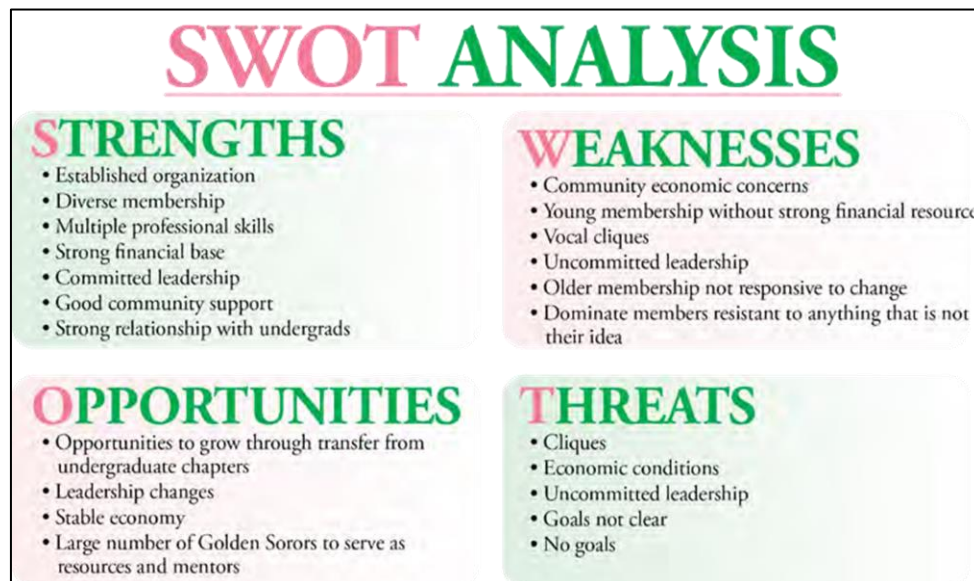 SWOT ANALYSIS
STRENGTHS
• Established organization
• Diverse membership
• Multiple professional skills
• Strong financial base
• Committed leadership
• Good community support
• Strong relationship with undergrads
WEAKNESSES
• Community economic concerns
• Young membership without strong financial resourc
• Vocal cliques
• Uncommitted leadership
• Older membership not responsive to change
• Dominate members resistant to anything that is not
their idea
OPPORTUNITIES
• Opportunities to grow through transfer from
undergraduate chapters
• Leadership changes
• Stable economy
• Large number of Golden Sorors to serve as
resources and mentors
THREATS
• Cliques
• Economic conditions
• Uncommitted leadership
• Goals not clear
• No goals